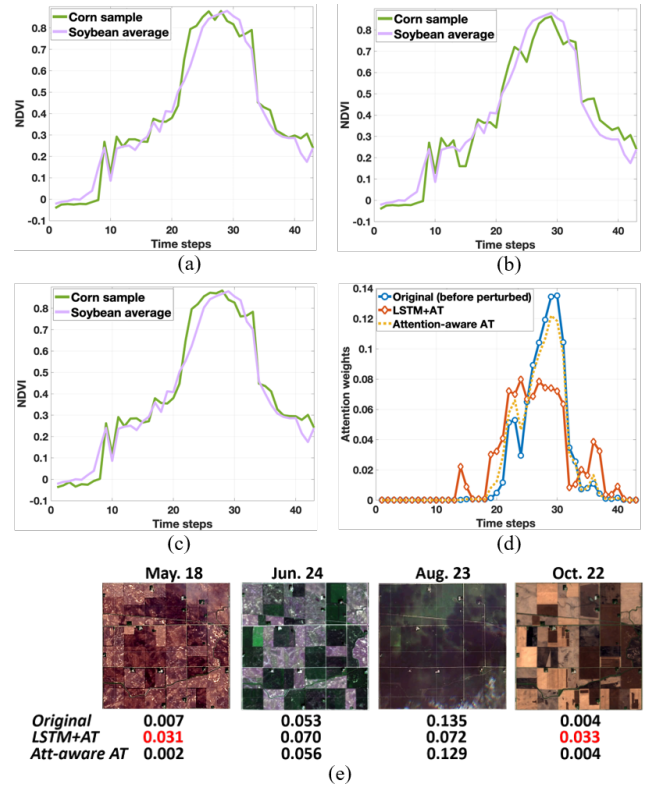 Corn sample
Soybean average
NDVI
0.8
0.7
0.6
0.5
0.4
0.3
0.2
0.1
0
-0.1
0 10 20 30 40
Time steps
(a)
Corn sample
Soybean average
NDVI
0.8
0.7
0.6
0.5
0.4
0.3
0.2
0.1
0
-0.1
0 10 20 30 40
Time steps
(b)
Corn sample
Soybean average
NDVI
0.8
0.7
0.6
0.5
0.4
0.3
0.2
0.1
0
-0.1
0 10 20 30 40
Time steps
(c)
Original (before perturbed)
LSTM+AT
Attention-aware AT
Attention weights
0.14
0.12
0.1
0.08
0.06
0.04
0.02
0
0 10 20 30 40
Time steps
(d)
May. 18 Jun. 24 Aug. 23 Oct. 22
Original 0.007 0.053 0.135 0.004
LSTM+AT 0.031 0.070 0.072 0.033
Att-aware AT 0.002 0.056 0.129 0.004
(e)